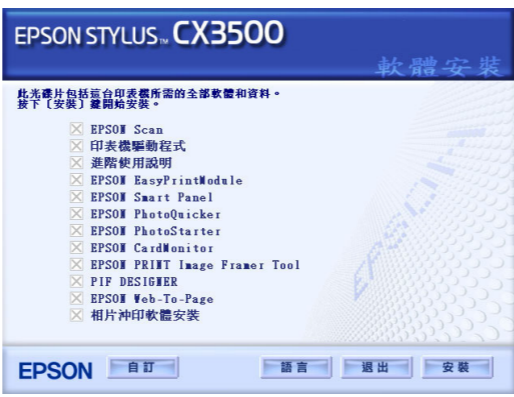 EPSON STYLUS™ CX3500
軟體安裝
此光碟片包括這台印表機所需的全部軟體和資料。
按下〔安裝〕鍵開始安裝。
EPSON Scan
印表機驅動程式
進階使用說明
EPSON EasyPrintModule
EPSON Smart Panel
EPSON PhotoQuicker
EPSON PhotoStarter
EPSON CardMonitor
EPSON PRINT Image Framer Tool
PIF DESIGNER
EPSON Web-To-Page
相片沖印軟體安裝
EPSON
EPSON 自訂 語言 退出 安裝